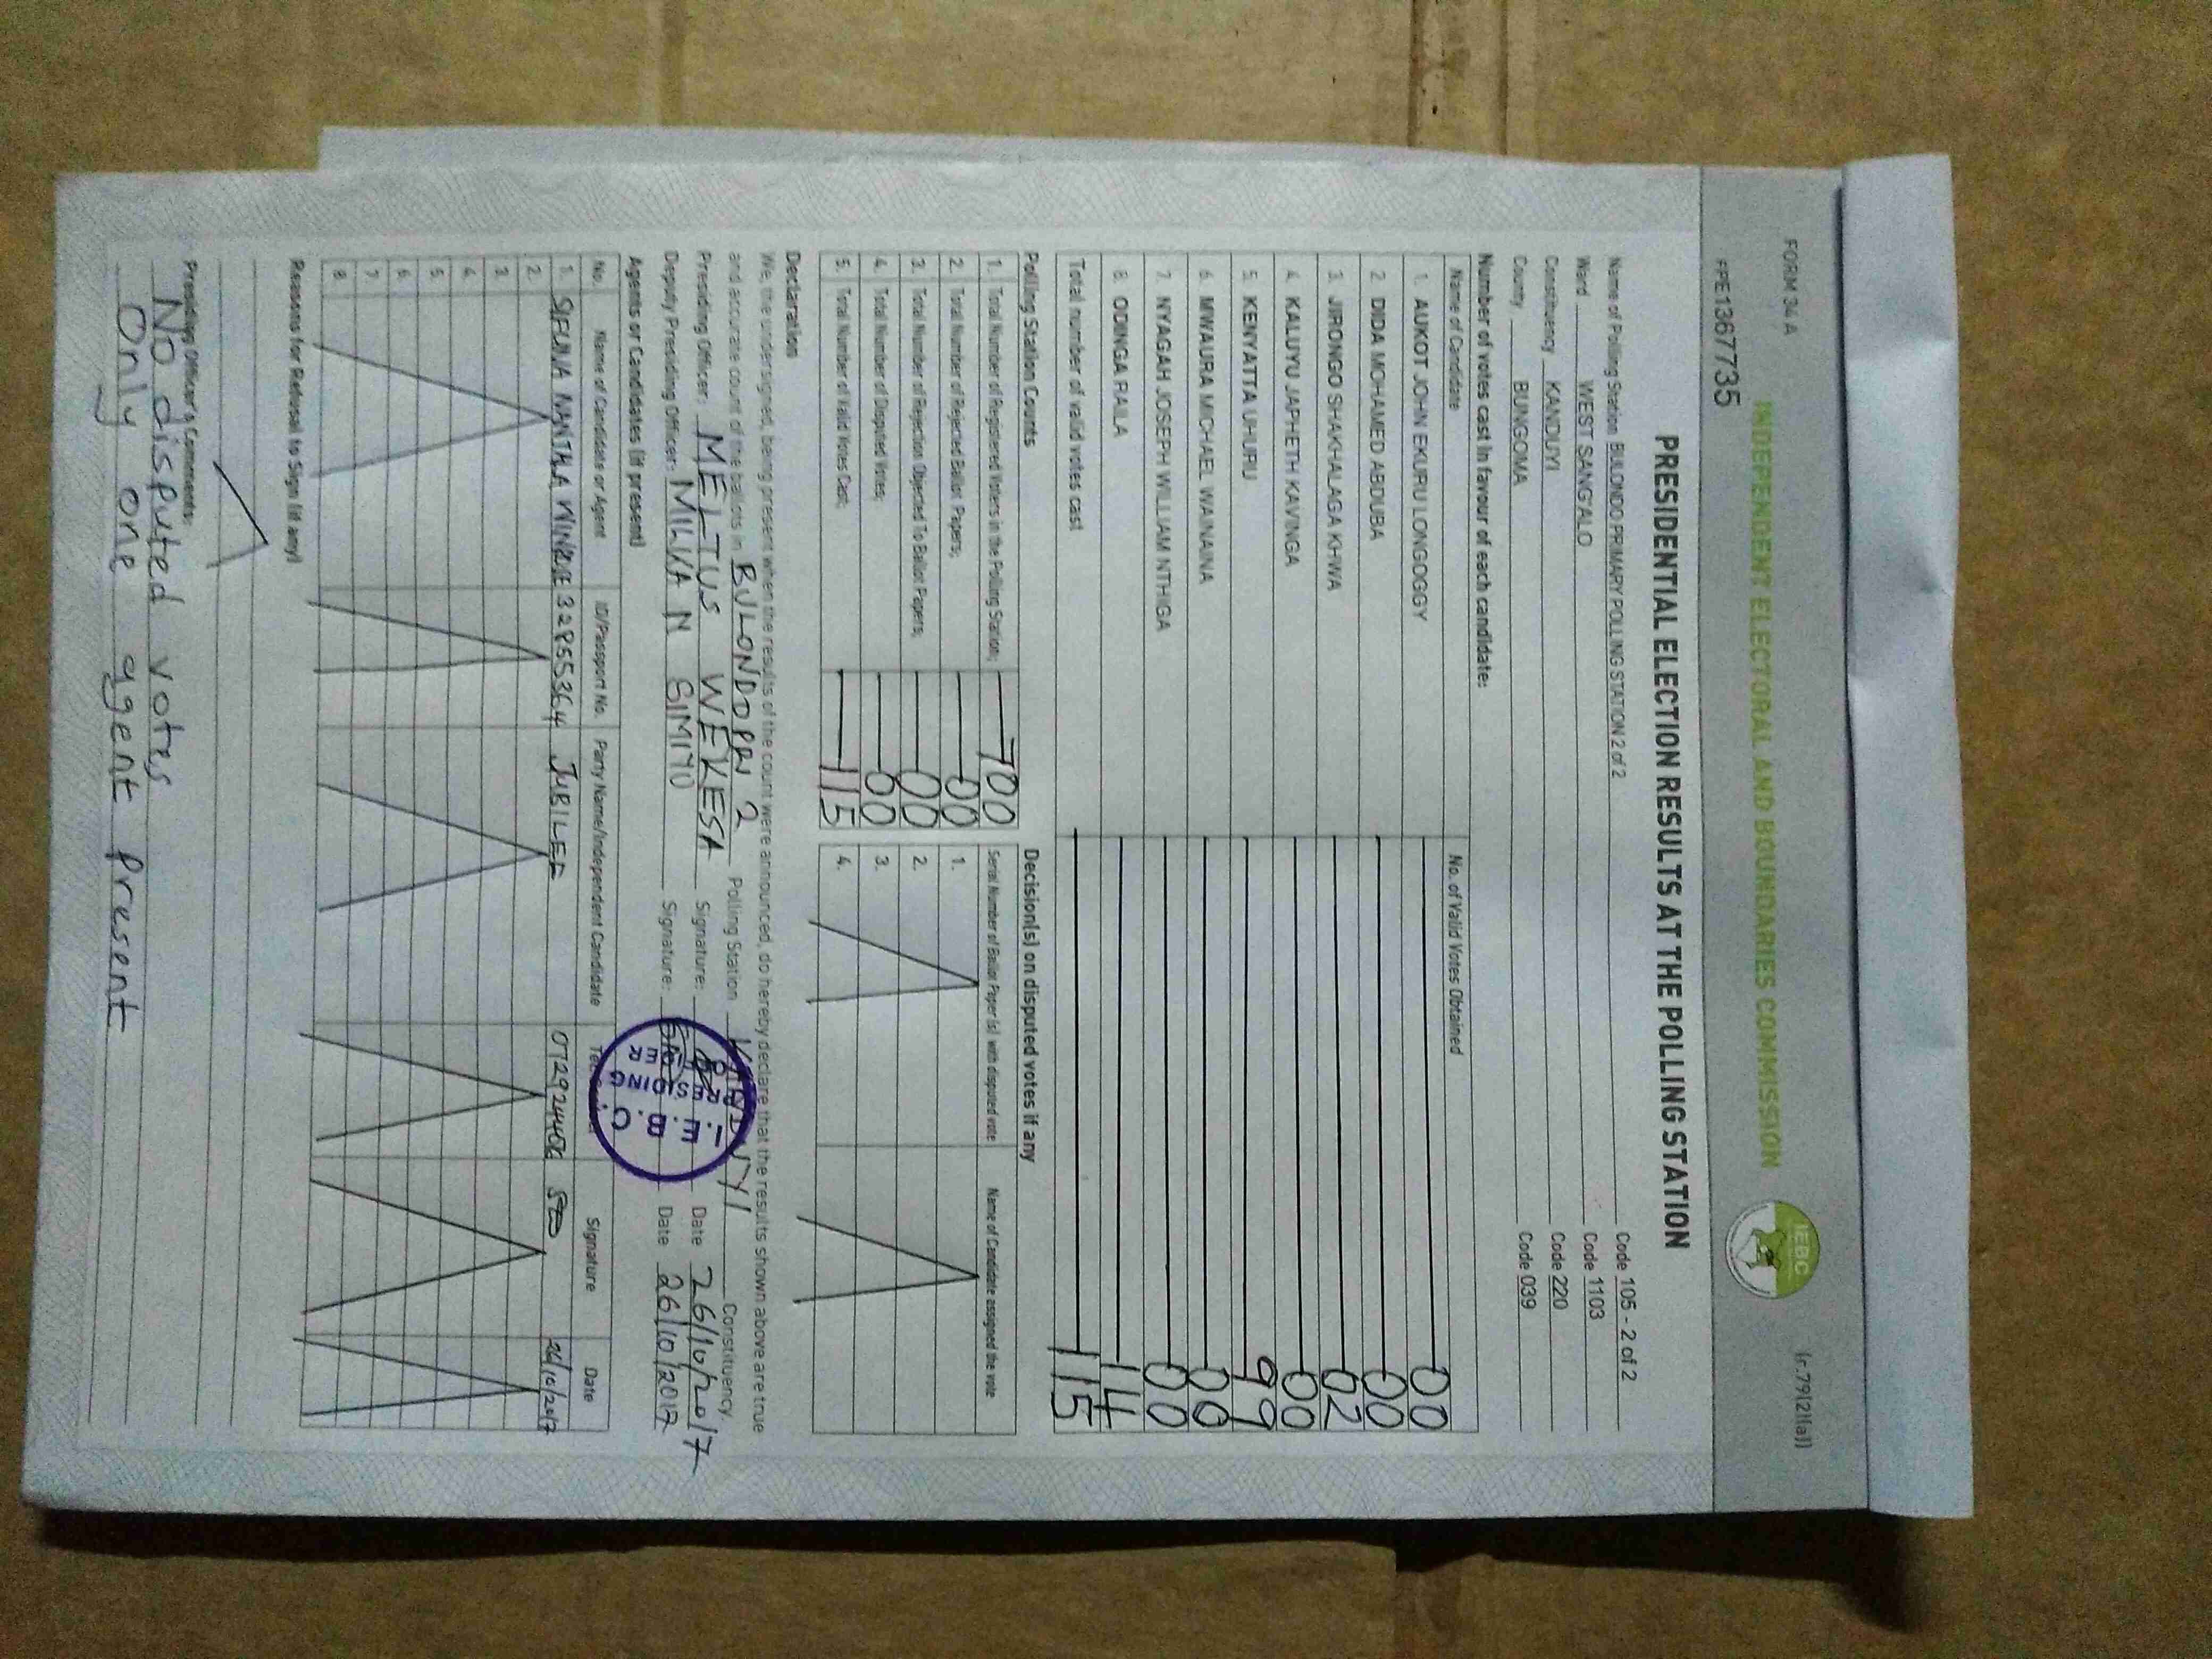 FORM 34 A
(r.79(2)(a))
INDEPENDENT ELECTORAL AND BOUNDARIES COMMISSION
IEBC
PPE1367735
PRESIDENTIAL ELECTION RESULTS AT THE POLLING STATION
Name of Polling Station BULONDO PRIMARY POLLING STATION 2 of 2 Code 105 - 2 of 2
Ward WEST SANG'ALO Code 1103
Constituency KANDUYI Code 220
County BUNGOMA Code 039
Number of votes cast in favour of each candidate:
Name of Candidate No. of Valid Votes Obtained
1. AUKOT JOHN EKURU LONGOGGY 00
2. DIDA MOHAMED ABDUBA 00
3. JIRONGO SHAKHALAGA KHWA 02
4. KALUYU JAPHETH KAVINGA 00
5. KENYATTA UHURU 99
6. MWAURA MICHAEL WAINAINA 00
7. NYAGAH JOSEPH WILLIAM NTHIGA 00
8. ODINGA RAILA 14
Total number of valid votes cast 115
Polling Station Counts
1. Total Number of Registered Voters in the Polling Station; 700
2. Total Number of Rejected Ballot Papers; 00
3. Total Number of Rejection Objected To Ballot Papers; 00
4. Total Number of Disputed Votes; 00
5. Total Number of Valid Votes Cast; 115
Decision(s) on disputed votes if any
Serial Number of Ballot Paper (s) with disputed vote Name of Candidate assigned the vote
1.
2.
3.
4.
Declaration
We, the undersigned, being present when the results of the count were announced, do hereby declare that the results shown above are true
and accurate count of the ballots in BULONDO PRI 2 Polling Station KANDUYI Constituency.
Presiding Officer: MELTUS WEKESA Signature: Date 26/10/2017
Deputy Presiding Officer: MILKA N SIMIYU Signature: Date 26/10/2017
I.E.B.C.
PRESIDING
Agents or Candidates (if present)
No. Name of Candidate or Agent ID/Passport No. Party Name/Independent Candidate Signature Date
1. SIFUNA NANJALA WINROSE JUBILEE 26/10/2017
2.
3.
4.
5.
6.
7.
8.
Reasons for Refusal to Sign (if any)
Presiding Officer's Comments:
No disputed votes
Only one agent present